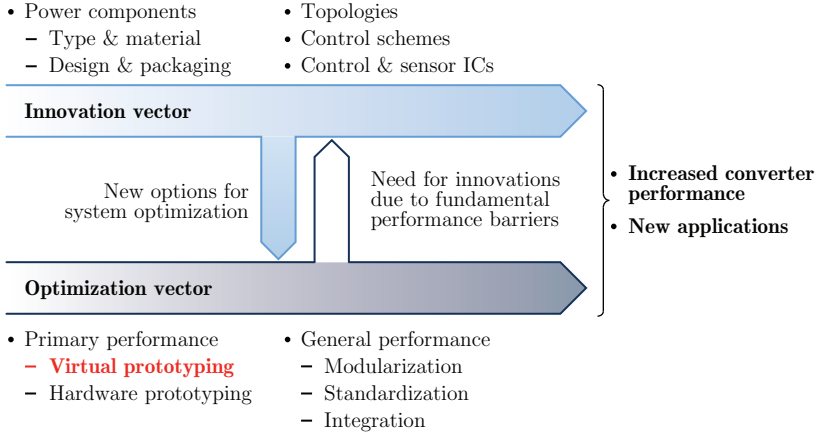 • Power components
– Type & material
– Design & packaging
• Topologies
• Control schemes
• Control & sensor ICs
Innovation vector
New options for
system optimization
Need for innovations
due to fundamental
performance barriers
• Increased converter
performance
• New applications
Optimization vector
• Primary performance
– Virtual prototyping
– Hardware prototyping
• General performance
– Modularization
– Standardization
– Integration